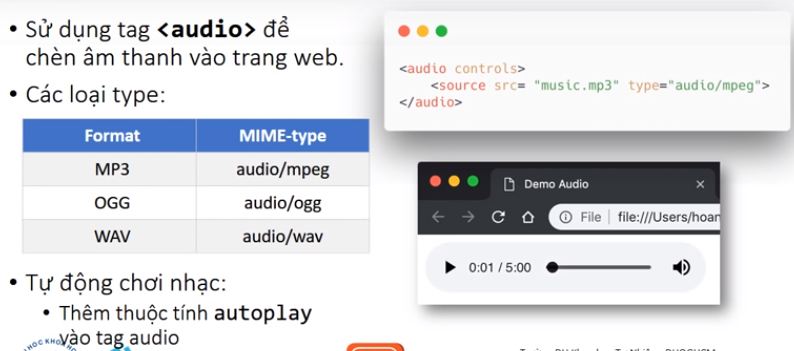 • Sử dụng tag <audio> để
chèn âm thanh vào trang web.
• Các loại type:
Format MIME-type
MP3 audio/mpeg
OGG audio/ogg
WAV audio/wav
• Tự động chơi nhạc:
• Thêm thuộc tính autoplay
vào tag audio
<audio controls>
<source src= "music.mp3" type="audio/mpeg">
</audio>
Demo Audio
File file:///Users/hoan
0:01 / 5:00